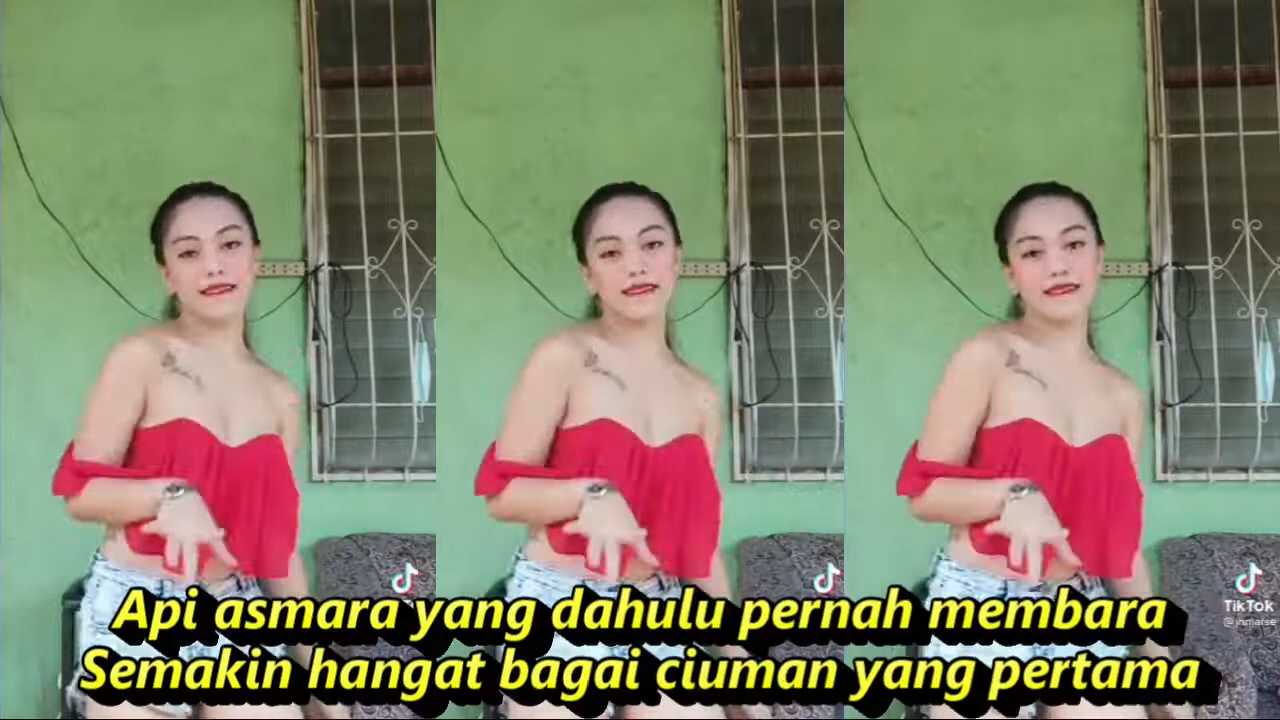 Api asmara yang dahulu pernah membara
Semakin hangat bagai ciuman yang pertama
TikTok